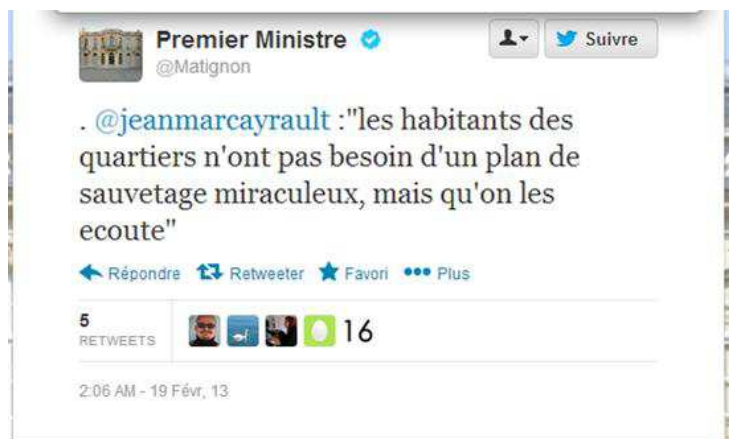 Premier Ministre
@Matignon
Suivre
. @jeanmarcayrault :"les habitants des
quartiers n'ont pas besoin d'un plan de
sauvetage miraculeux, mais qu'on les
ecoute"
Répondre Retweeter Favori Plus
5
RETWEETS
16
2:06 AM - 19 Févr, 13